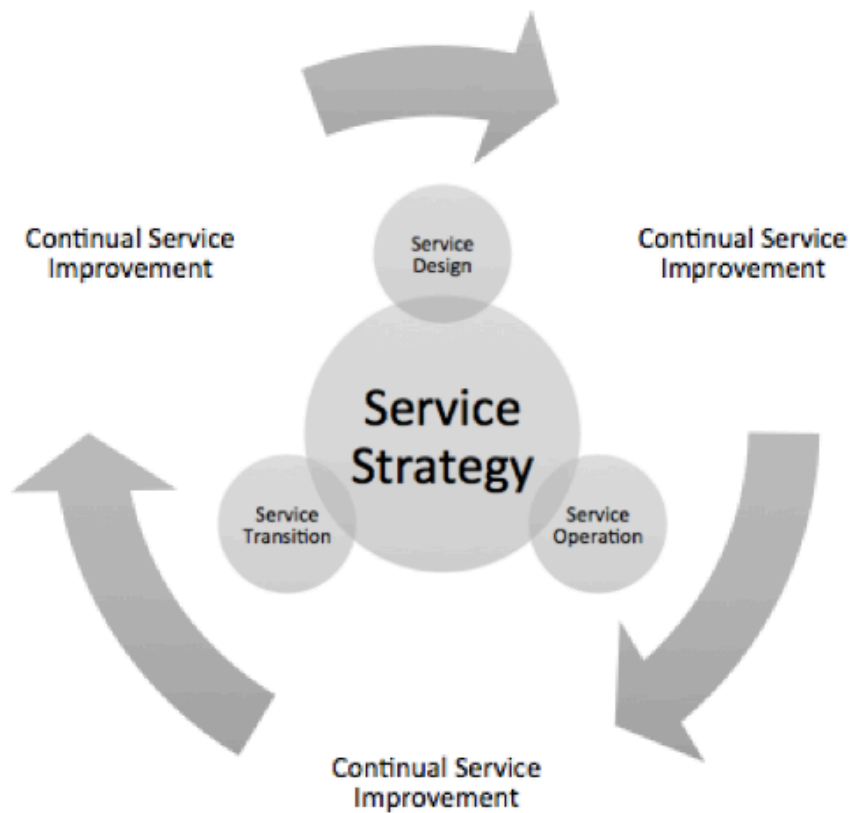 Service
Design
Continual Service
Improvement
Continual Service
Improvement
Service
Strategy
Service
Transition
Service
Operation
Continual Service
Improvement